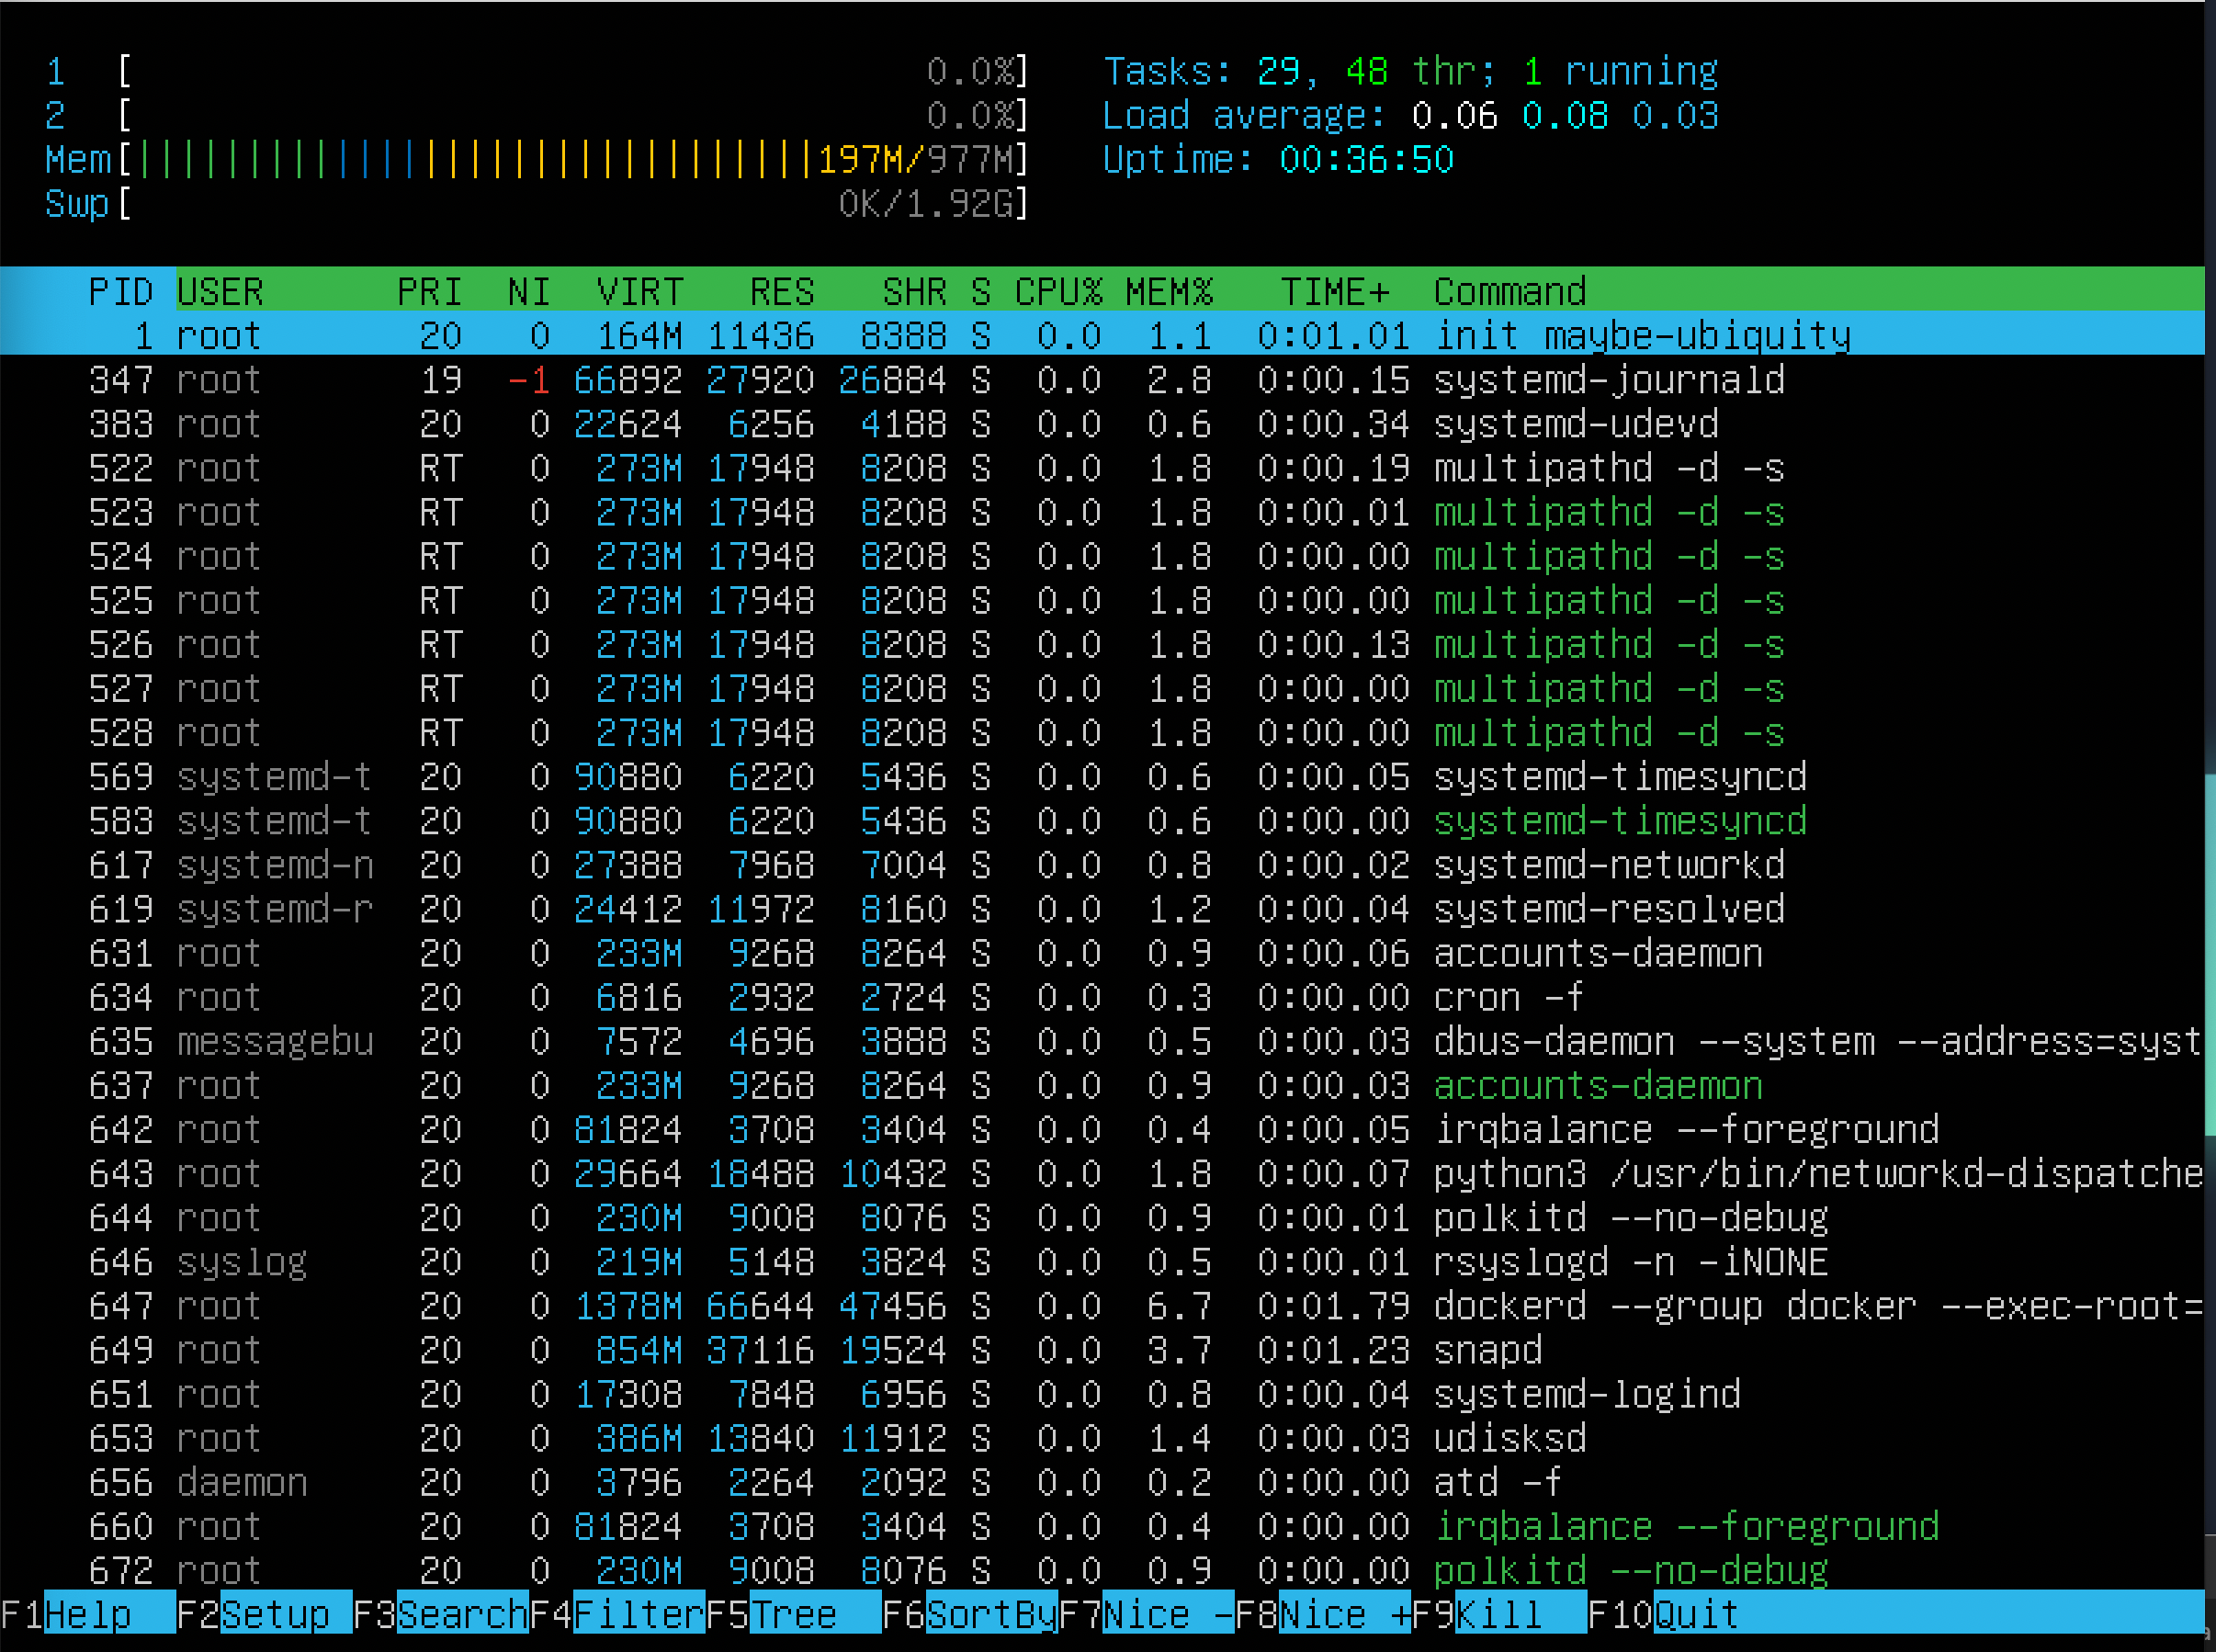 1 [ 0.0%] Tasks: 29, 48 thr; 1 running
2 [ 0.0%] Load average: 0.06 0.08 0.03
Mem[|||||||||||||||||||||||||||||||197M/977M] Uptime: 00:36:50
Swp[ 0K/1.92G]
PID USER PRI NI VIRT RES SHR S CPU% MEM% TIME+ Command
1 root 20 0 164M 11436 8388 S 0.0 1.1 0:01.01 init maybe-ubiquity
347 root 19 -1 66892 27920 26884 S 0.0 2.8 0:00.15 systemd-journald
383 root 20 0 22624 6256 4188 S 0.0 0.6 0:00.34 systemd-udevd
522 root RT 0 273M 17948 8208 S 0.0 1.8 0:00.19 multipathd -d -s
523 root RT 0 273M 17948 8208 S 0.0 1.8 0:00.01 multipathd -d -s
524 root RT 0 273M 17948 8208 S 0.0 1.8 0:00.00 multipathd -d -s
525 root RT 0 273M 17948 8208 S 0.0 1.8 0:00.00 multipathd -d -s
526 root RT 0 273M 17948 8208 S 0.0 1.8 0:00.13 multipathd -d -s
527 root RT 0 273M 17948 8208 S 0.0 1.8 0:00.00 multipathd -d -s
528 root RT 0 273M 17948 8208 S 0.0 1.8 0:00.00 multipathd -d -s
569 systemd-t 20 0 90880 6220 5436 S 0.0 0.6 0:00.05 systemd-timesyncd
583 systemd-t 20 0 90880 6220 5436 S 0.0 0.6 0:00.00 systemd-timesyncd
617 systemd-n 20 0 27388 7968 7004 S 0.0 0.8 0:00.02 systemd-networkd
619 systemd-r 20 0 24412 11972 8160 S 0.0 1.2 0:00.04 systemd-resolved
631 root 20 0 233M 9268 8264 S 0.0 0.9 0:00.06 accounts-daemon
634 root 20 0 6816 2932 2724 S 0.0 0.3 0:00.00 cron -f
635 messagebu 20 0 7572 4696 3888 S 0.0 0.5 0:00.03 dbus-daemon --system --address=syst
637 root 20 0 233M 9268 8264 S 0.0 0.9 0:00.03 accounts-daemon
642 root 20 0 81824 3708 3404 S 0.0 0.4 0:00.05 irqbalance --foreground
643 root 20 0 29664 18488 10432 S 0.0 1.8 0:00.07 python3 /usr/bin/networkd-dispatche
644 root 20 0 230M 9008 8076 S 0.0 0.9 0:00.01 polkitd --no-debug
646 syslog 20 0 219M 5148 3824 S 0.0 0.5 0:00.01 rsyslogd -n -iNONE
647 root 20 0 1378M 66644 47456 S 0.0 6.7 0:01.79 dockerd --group docker --exec-root=
649 root 20 0 854M 37116 19524 S 0.0 3.7 0:01.23 snapd
651 root 20 0 17308 7848 6956 S 0.0 0.8 0:00.04 systemd-logind
653 root 20 0 386M 13840 11912 S 0.0 1.4 0:00.03 udisksd
656 daemon 20 0 3796 2264 2092 S 0.0 0.2 0:00.00 atd -f
660 root 20 0 81824 3708 3404 S 0.0 0.4 0:00.00 irqbalance --foreground
672 root 20 0 230M 9008 8076 S 0.0 0.9 0:00.00 polkitd --no-debug
F1Help F2Setup F3SearchF4FilterF5Tree F6SortByF7Nice -F8Nice +F9Kill F10Quit